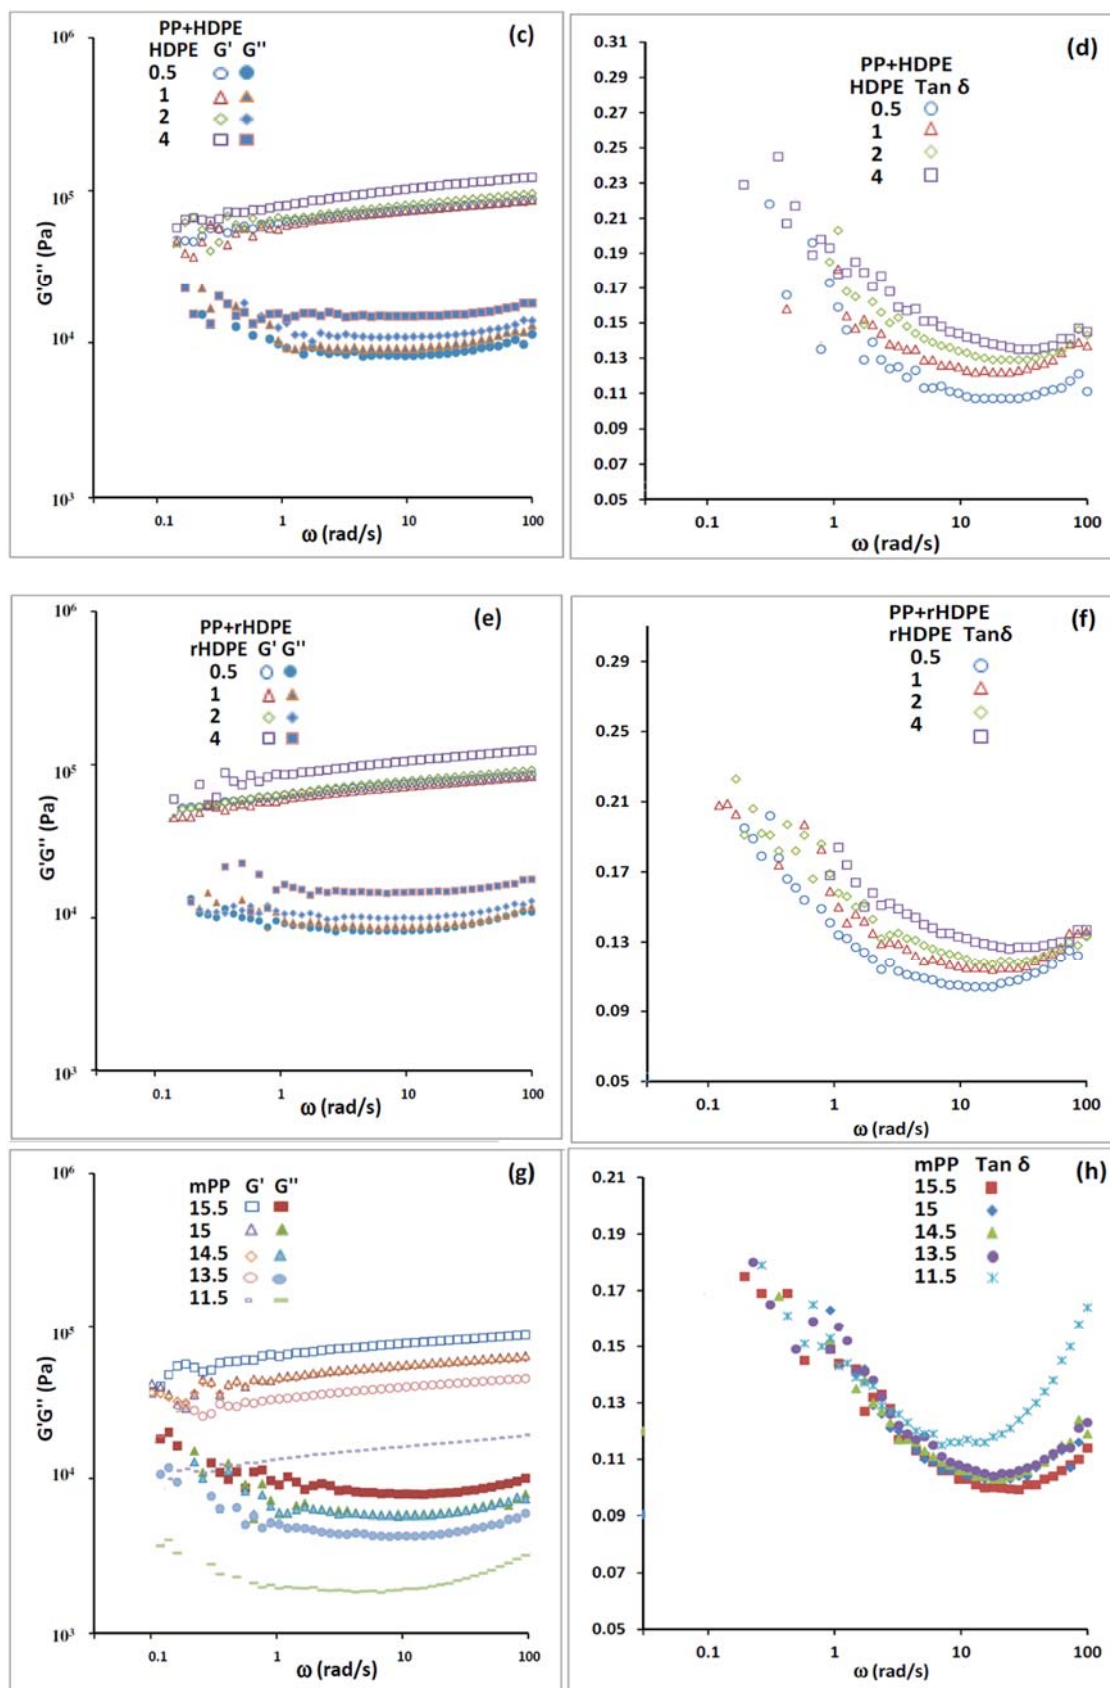 (c)
PP+HDPE
HDPE G' G''
0.5
1
2
4
10⁶
10⁵
10⁴
10³
G'G'' (Pa)
0.1 1 10 100
ω (rad/s)
(d)
PP+HDPE
HDPE Tan δ
0.5
1
2
4
0.31
0.29
0.27
0.25
0.23
0.21
0.19
0.17
0.15
0.13
0.11
0.09
0.07
0.05
0.1 1 10 100
ω (rad/s)
(e)
PP+rHDPE
rHDPE G' G''
0.5
1
2
4
10⁶
10⁵
10⁴
10³
G'G'' (Pa)
0.1 1 10 100
ω (rad/s)
(f)
PP+rHDPE
rHDPE Tanδ
0.5
1
2
4
0.29
0.25
0.21
0.17
0.13
0.09
0.05
0.1 1 10 100
ω (rad/s)
(g)
mPP G' G''
15.5
15
14.5
13.5
11.5
10⁶
10⁵
10⁴
10³
G'G'' (Pa)
0.1 1 10 100
ω (rad/s)
(h)
mPP Tan δ
15.5
15
14.5
13.5
11.5
0.21
0.19
0.17
0.15
0.13
0.11
0.09
0.07
0.05
0.1 1 10 100
ω (rad/s)